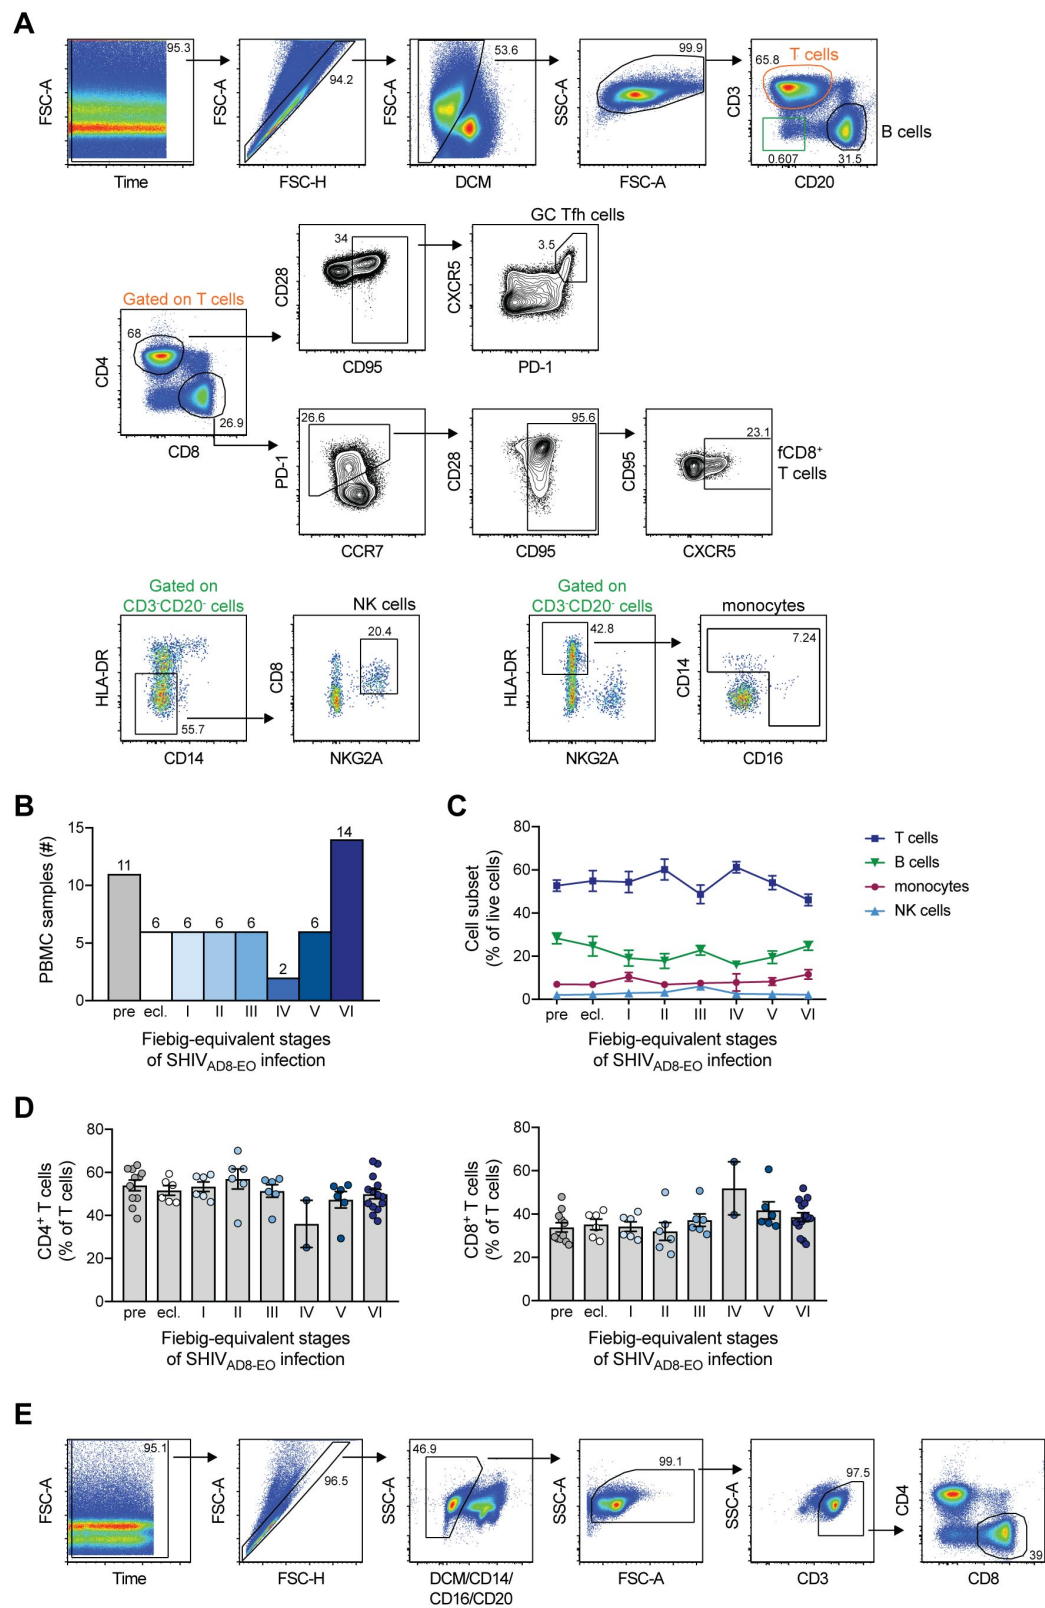 A
95.3
FSC-A
Time
94.2
FSC-A
FSC-H
53.6
FSC-A
DCM
99.9
SSC-A
FSC-A
T cells
65.8
CD3
B cells
0.607
31.5
CD20
Gated on T cells
68
CD4
26.9
CD8
34
CD28
CD95
GC Tfh cells
3.5
CXCR5
PD-1
26.6
PD-1
CCR7
95.6
CD28
CD95
23.1
CD95
fCD8⁺
T cells
CXCR5
Gated on
CD3⁻CD20⁻ cells
HLA-DR
55.7
CD14
NK cells
20.4
CD8
NKG2A
Gated on
CD3⁻CD20⁻ cells
42.8
HLA-DR
NKG2A
monocytes
7.24
CD14
CD16
B
PBMC samples (#)
15
10
5
0
11
6
6
6
6
2
6
14
pre ecl. I II III IV V VI
Fiebig-equivalent stages
of SHIV_AD8-EO infection
C
Cell subset
(% of live cells)
80
60
40
20
0
pre ecl. I II III IV V VI
Fiebig-equivalent stages
of SHIV_AD8-EO infection
T cells
B cells
monocytes
NK cells
D
CD4⁺ T cells
(% of T cells)
80
60
40
20
0
pre ecl. I II III IV V VI
Fiebig-equivalent stages
of SHIV_AD8-EO infection
CD8⁺ T cells
(% of T cells)
80
60
40
20
0
pre ecl. I II III IV V VI
Fiebig-equivalent stages
of SHIV_AD8-EO infection
E
95.1
FSC-A
Time
96.5
FSC-A
FSC-H
46.9
SSC-A
DCM/CD14/
CD16/CD20
99.1
SSC-A
FSC-A
97.5
SSC-A
CD3
CD4
39
CD8